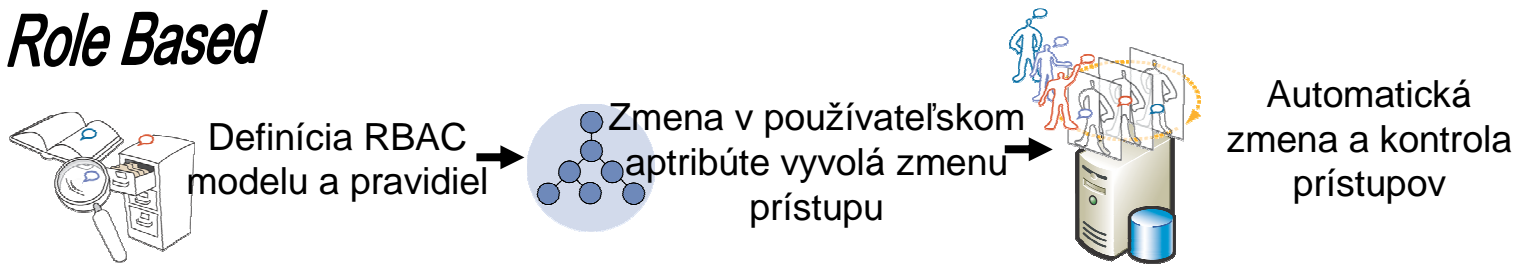 Role Based
Definícia RBAC
modelu a pravidiel
Zmena v používateľskom
aptribúte vyvolá zmenu
prístupu
Automatická
zmena a kontrola
prístupov